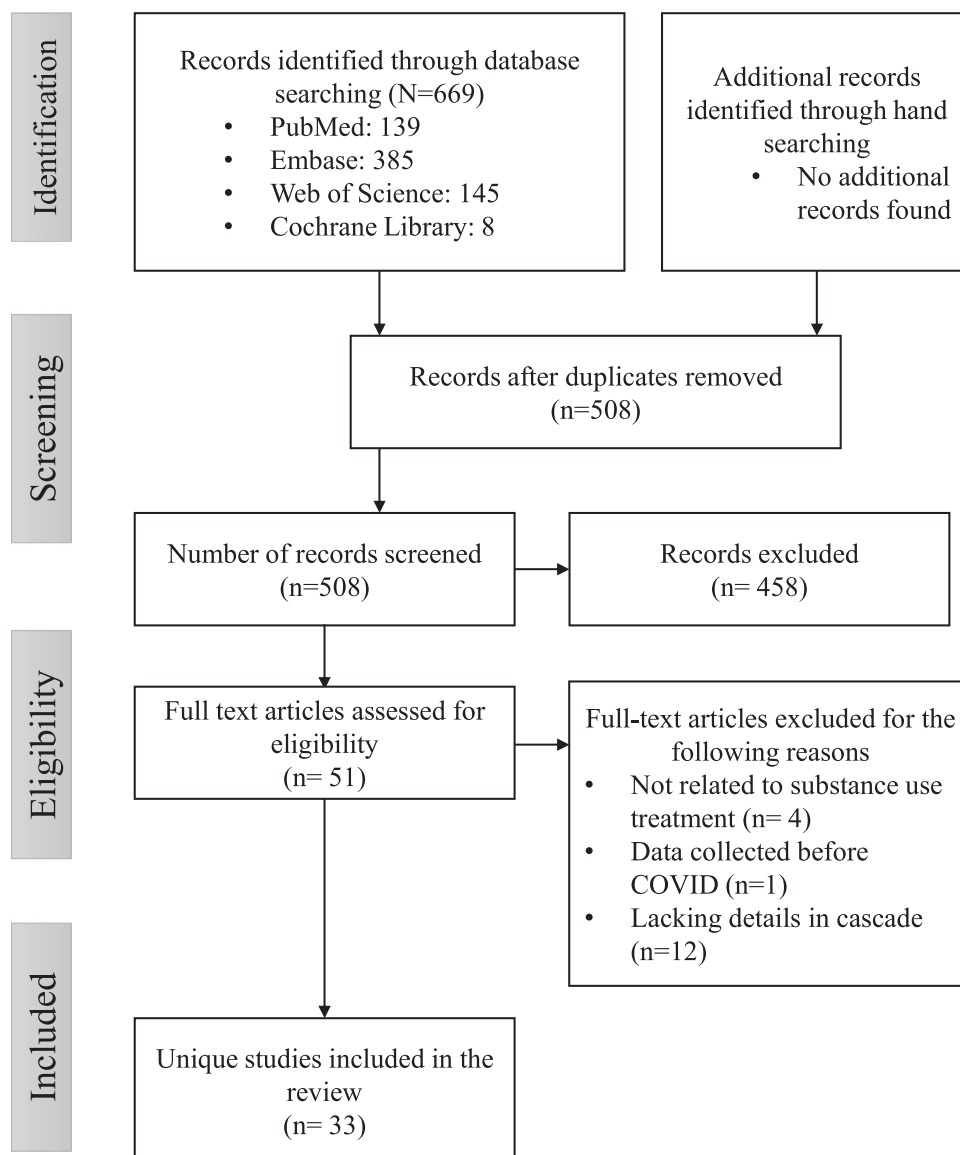 Identification
Records identified through database
searching (N=669)
• PubMed: 139
• Embase: 385
• Web of Science: 145
• Cochrane Library: 8
Additional records
identified through hand
searching
• No additional
records found
Screening
Records after duplicates removed
(n=508)
Number of records screened
(n=508)
Records excluded
(n= 458)
Eligibility
Full text articles assessed for
eligibility
(n= 51)
Full-text articles excluded for the
following reasons
• Not related to substance use
treatment (n= 4)
• Data collected before
COVID (n=1)
• Lacking details in cascade
(n=12)
Included
Unique studies included in the
review
(n= 33)